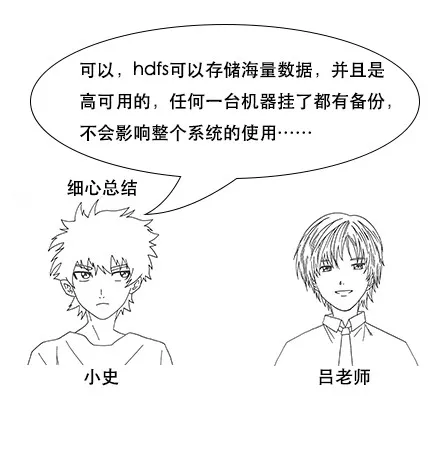 可以，hdfs可以存储海量数据，并且是
高可用的，任何一台机器挂了都有备份，
不会影响整个系统的使用……
细心总结
小史
吕老师